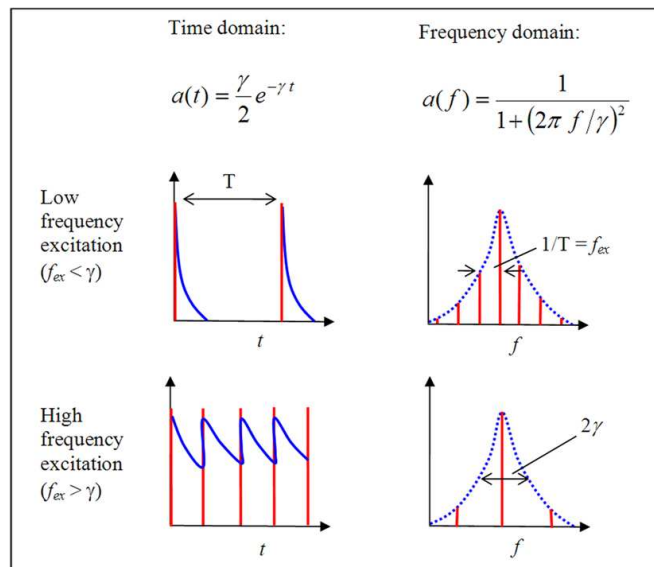 Time domain:
Frequency domain:
a(t) = γ/2 e^{−γ t}
a(f) = 1/(1+(2π f/γ)^2)
Low
frequency
excitation
(f_ex < γ)
T
t
1/T = f_ex
f
High
frequency
excitation
(f_ex > γ)
t
2γ
f